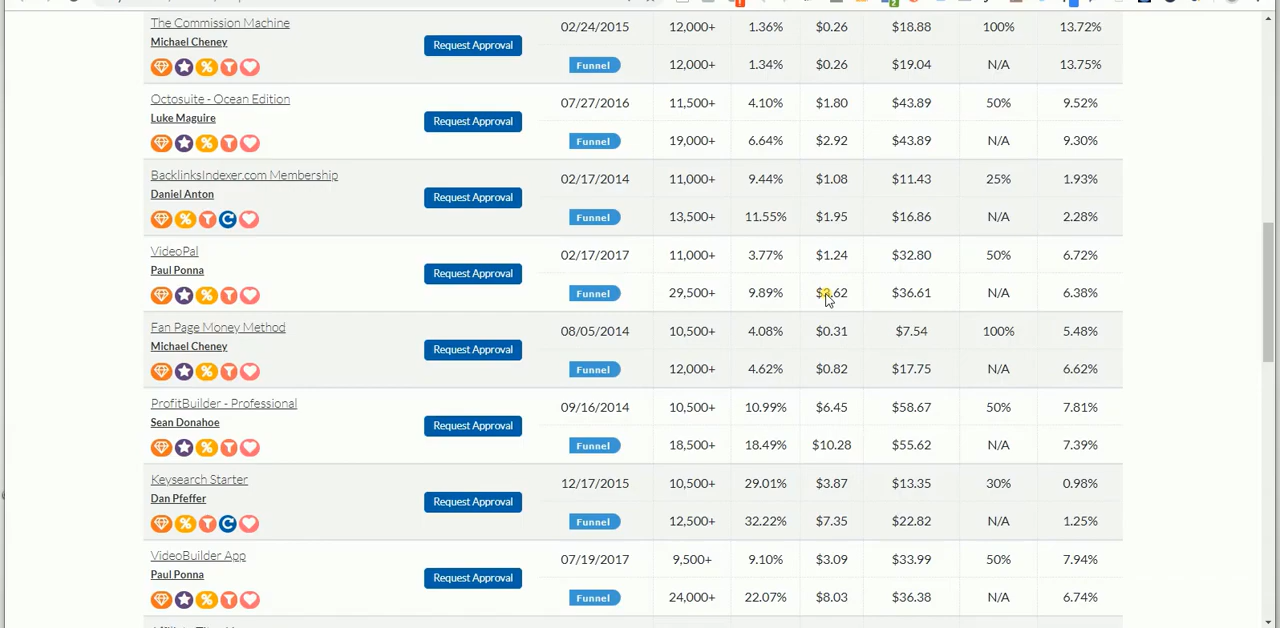 The Commission Machine 02/24/2015 12,000+ 1.36% $0.26 $18.88 100% 13.72%
Michael Cheney Request Approval
Funnel 12,000+ 1.34% $0.26 $19.04 N/A 13.75%
Octosuite - Ocean Edition 07/27/2016 11,500+ 4.10% $1.80 $43.89 50% 9.52%
Luke Maguire Request Approval
Funnel 19,000+ 6.64% $2.92 $43.89 N/A 9.30%
BacklinksIndexer.com Membership 02/17/2014 11,000+ 9.44% $1.08 $11.43 25% 1.93%
Daniel Anton Request Approval
Funnel 13,500+ 11.55% $1.95 $16.86 N/A 2.28%
VideoPal 02/17/2017 11,000+ 3.77% $1.24 $32.80 50% 6.72%
Paul Ponna Request Approval
Funnel 29,500+ 9.89% $36.61 N/A 6.38%
Fan Page Money Method 08/05/2014 10,500+ 4.08% $0.31 $7.54 100% 5.48%
Michael Cheney Request Approval
Funnel 12,000+ 4.62% $0.82 $17.75 N/A 6.62%
ProfitBuilder - Professional 09/16/2014 10,500+ 10.99% $6.45 $58.67 50% 7.81%
Sean Donahoe Request Approval
Funnel 18,500+ 18.49% $10.28 $55.62 N/A 7.39%
Keysearch Starter 12/17/2015 10,500+ 29.01% $3.87 $13.35 30% 0.98%
Dan Pfeffer Request Approval
Funnel 12,500+ 32.22% $7.35 $22.82 N/A 1.25%
VideoBuilder App 07/19/2017 9,500+ 9.10% $3.09 $33.99 50% 7.94%
Paul Ponna Request Approval
Funnel 24,000+ 22.07% $8.03 $36.38 N/A 6.74%